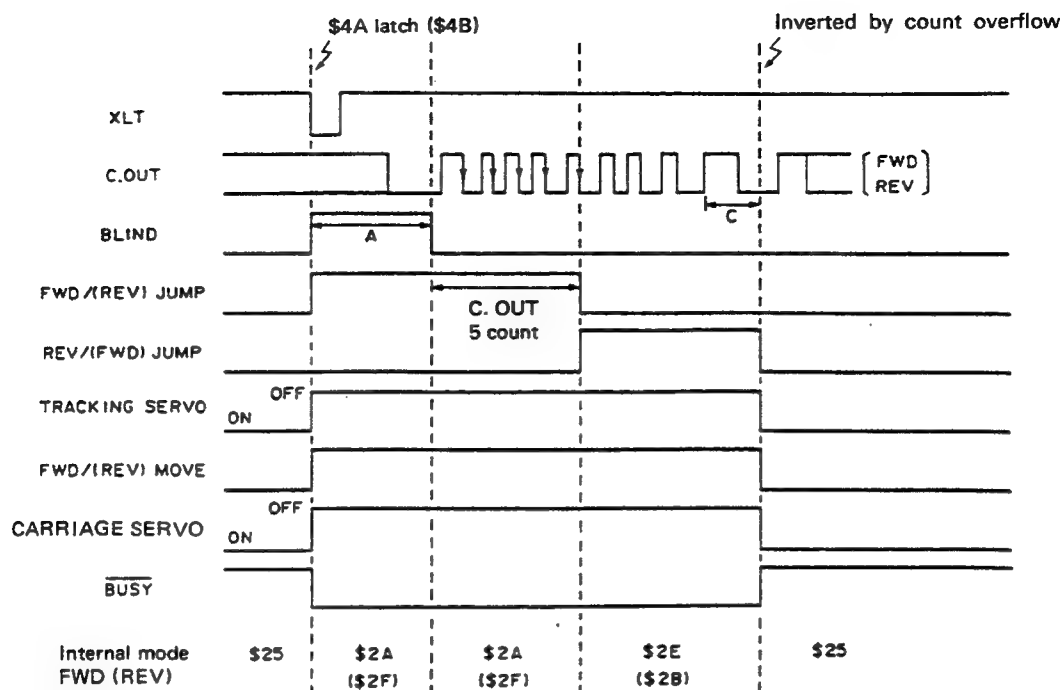 $4A latch ($4B)
Inverted by count overflow
XLT
C.OUT
FWD
REV
C
BLIND
A
FWD/(REV) JUMP
C. OUT
5 count
REV/(FWD) JUMP
OFF
TRACKING SERVO
ON
FWD/(REV) MOVE
OFF
CARRIAGE SERVO
ON
BUSY
Internal mode $25 $2A $2A $2E $25
FWD (REV) ($2F) ($2F) ($2B)